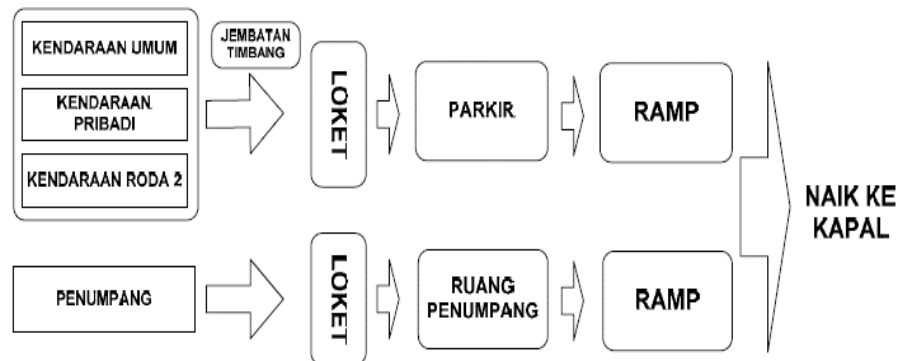 KENDARAAN UMUM
KENDARAAN
PRIBADI
KENDARAAN RODA 2
JEMBATAN
TIMBANG
LOKET
PARKIR
RAMP
PENUMPANG
LOKET
RUANG
PENUMPANG
RAMP
NAIK KE
KAPAL